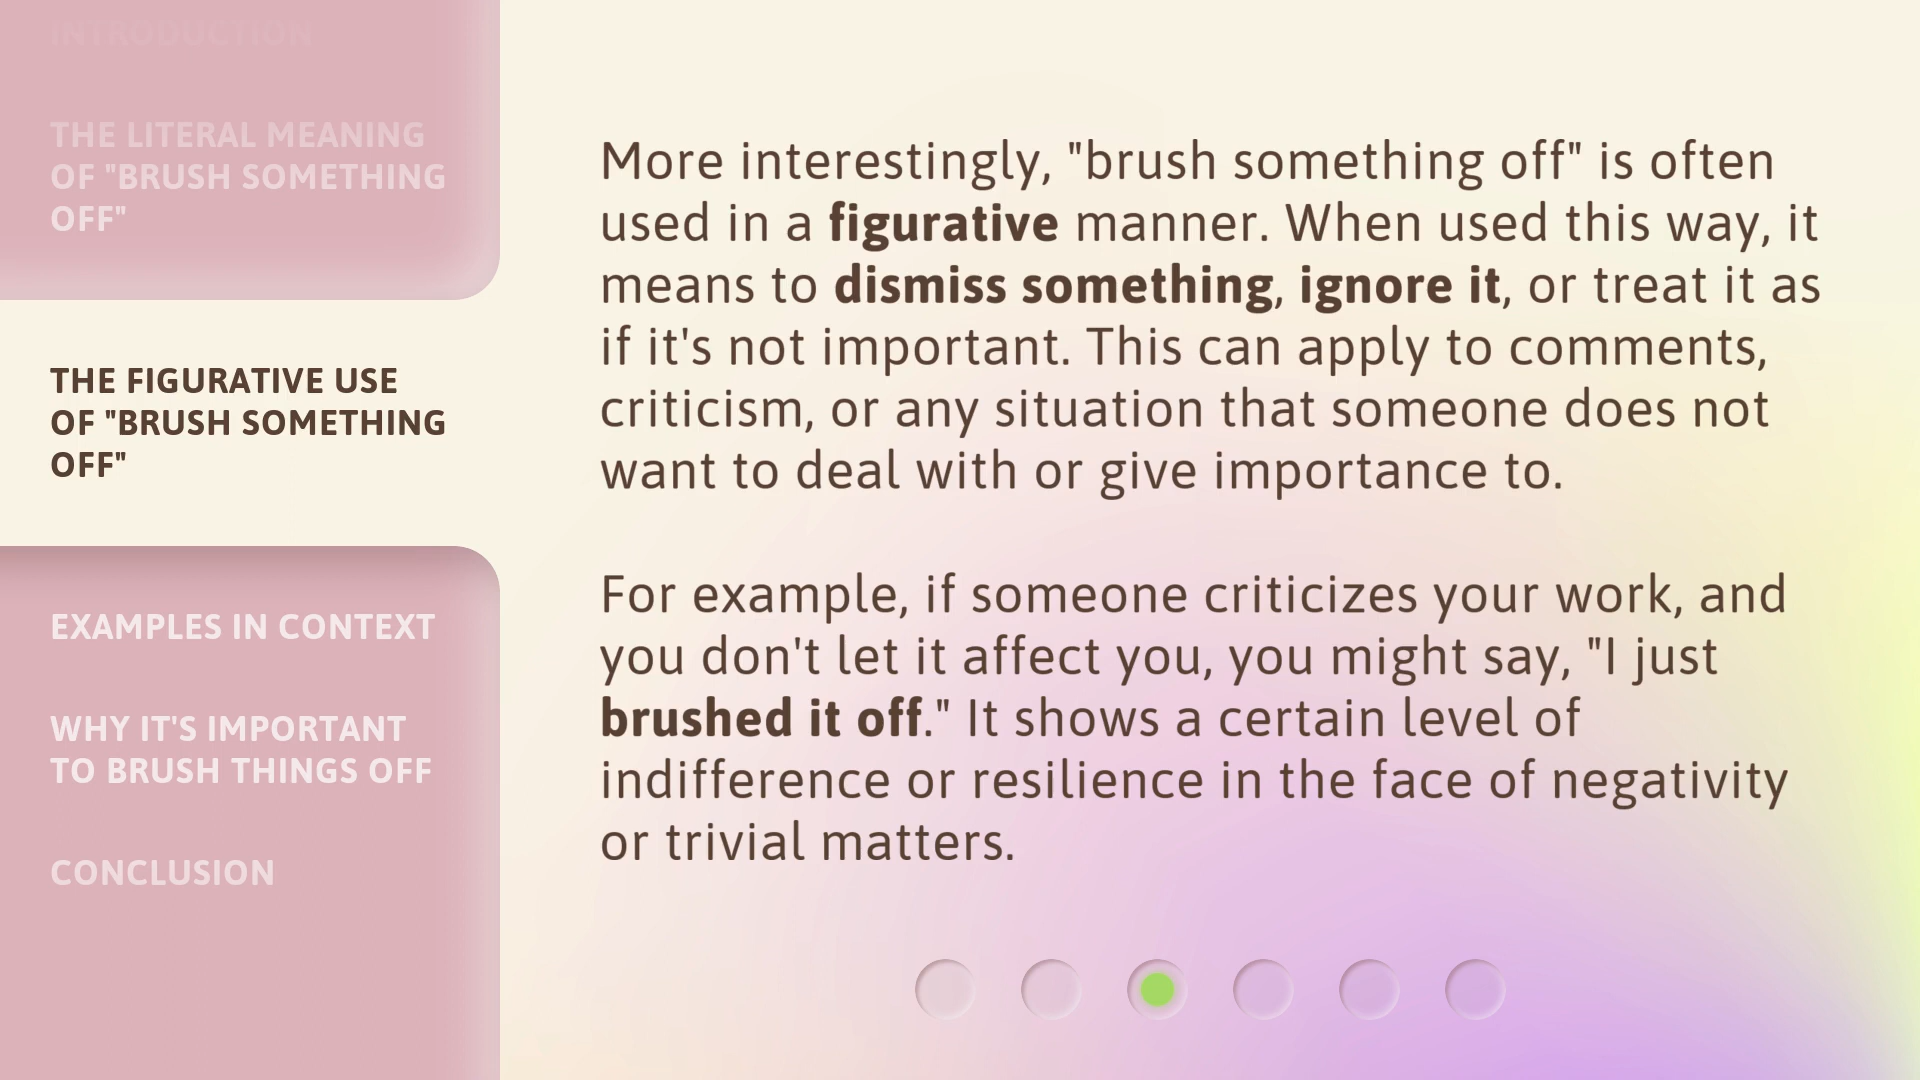 INTRODUCTION
THE LITERAL MEANING
OF "BRUSH SOMETHING
OFF"
THE FIGURATIVE USE
OF "BRUSH SOMETHING
OFF"
EXAMPLES IN CONTEXT
WHY IT'S IMPORTANT
TO BRUSH THINGS OFF
CONCLUSION
More interestingly, "brush something off" is often
used in a figurative manner. When used this way, it
means to dismiss something, ignore it, or treat it as
if it's not important. This can apply to comments,
criticism, or any situation that someone does not
want to deal with or give importance to.
For example, if someone criticizes your work, and
you don't let it affect you, you might say, "I just
brushed it off." It shows a certain level of
indifference or resilience in the face of negativity
or trivial matters.